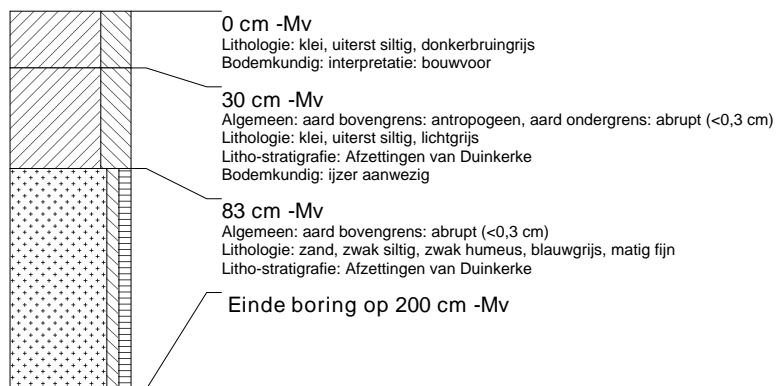 0 cm -Mv
Lithologie: klei, uiterst siltig, donkerbruingrijs
Bodemkundig: interpretatie: bouwvoor
30 cm -Mv
Algemeen: aard bovengrens: antropogeen, aard ondergrens: abrupt (<0,3 cm)
Lithologie: klei, uiterst siltig, lichtgrijs
Litho-stratigrafie: Afzettingen van Duinkerke
Bodemkundig: ijzer aanwezig
83 cm -Mv
Algemeen: aard bovengrens: abrupt (<0,3 cm)
Lithologie: zand, zwak siltig, zwak humeus, blauwgrijs, matig fijn
Litho-stratigrafie: Afzettingen van Duinkerke
Einde boring op 200 cm -Mv